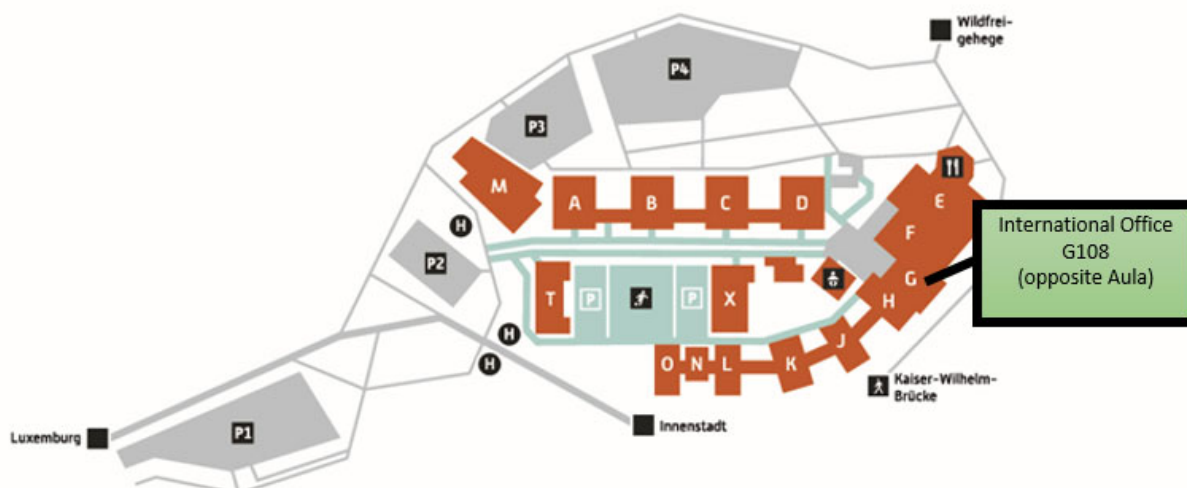 Wildfrei-
gehege
P4
P3
M
A
B
C
D
E
F
International Office
G108
(opposite Aula)
H
P2
T
P
P
X
G
H
H
J
O
N
L
K
H
Kaiser-Wilhelm-
Brücke
Luxemburg
P1
Innenstadt